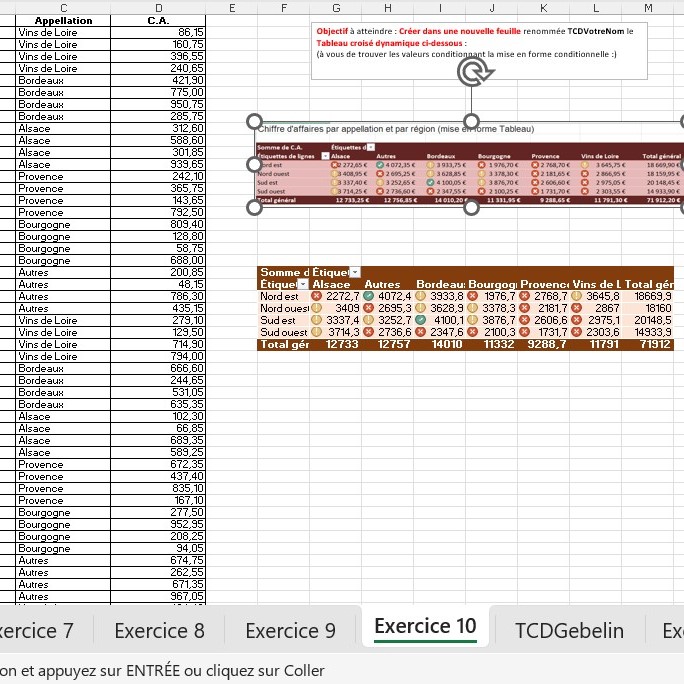 C D E F G H I J K L M
Appellation C.A.
Vins de Loire 86,15
Vins de Loire 160,75
Vins de Loire 396,55
Vins de Loire 240,65
Bordeaux 421,90
Bordeaux 775,00
Bordeaux 950,75
Bordeaux 285,75
Alsace 312,60
Alsace 588,60
Alsace 301,85
Alsace 939,65
Provence 242,10
Provence 365,75
Provence 143,65
Provence 792,50
Bourgogne 809,40
Bourgogne 128,80
Bourgogne 58,75
Bourgogne 688,00
Autres 200,85
Autres 48,15
Autres 786,30
Autres 435,15
Vins de Loire 279,10
Vins de Loire 129,50
Vins de Loire 714,90
Vins de Loire 794,00
Bordeaux 666,60
Bordeaux 244,65
Bordeaux 531,05
Bordeaux 635,35
Alsace 102,30
Alsace 66,85
Alsace 689,35
Alsace 589,25
Provence 672,35
Provence 437,40
Provence 835,10
Provence 167,10
Bourgogne 277,50
Bourgogne 952,95
Bourgogne 208,25
Bourgogne 94,05
Autres 674,75
Autres 262,55
Autres 671,35
Autres 967,05
Objectif à atteindre : Créer dans une nouvelle feuille renommée TCDVotreNom le
Tableau croisé dynamique ci-dessous :
(à vous de trouver les valeurs conditionnant la mise en forme conditionnelle :)
Chiffre d'affaires par appellation et par région (mise en forme Tableau)
Somme de C.A. Étiquettes d
Étiquettes de lignes Alsace Autres Bordeaux Bourgogne Provence Vins de Loire Total général
ord est 2 272,65 € 4 072,35 € 3 933,75 € 1 976,70 € 2 768,70 € 3 645,75 € 18 669,90 €
Nord ouest 3 408,95 € 2 695,25 € 3 628,85 € 3 378,30 € 2 181,65 € 2 866,95 € 18 159,95 €
Sud est 3 337,40 € 3 252,65 € 4 100,05 € 3 876,70 € 2 606,60 € 2 975,05 € 20 148,45 €
Sud ouest 3 714,25 € 2 736,60 € 2 347,55 € 2 100,25 € 1 731,70 € 2 303,55 € 14 933,90 €
Total général 12 733,25 € 12 756,85 € 14 010,20 € 11 331,95 € 9 288,65 € 11 791,30 € 71 912,20 €
Somme d Étique
Étique Alsace Autres Bordeau Bourgog Provenc Vins de L Total gér
Nord est 2272,7 4072,4 3933,8 1976,7 2768,7 3645,8 18669,9
Nord oues 3409 2695,3 3628,9 3378,3 2181,7 2867 18160
Sud est 3337,4 3252,7 4100,1 3876,7 2606,6 2975,1 20148,5
Sud ouest 3714,3 2736,6 2347,6 2100,3 1731,7 2303,6 14933,9
Total gér 12733 12757 14010 11332 9288,7 11791 71912
xercice 7 Exercice 8 Exercice 9 Exercice 10 TCDGebelin Ex
on et appuyez sur ENTRÉE ou cliquez sur Coller